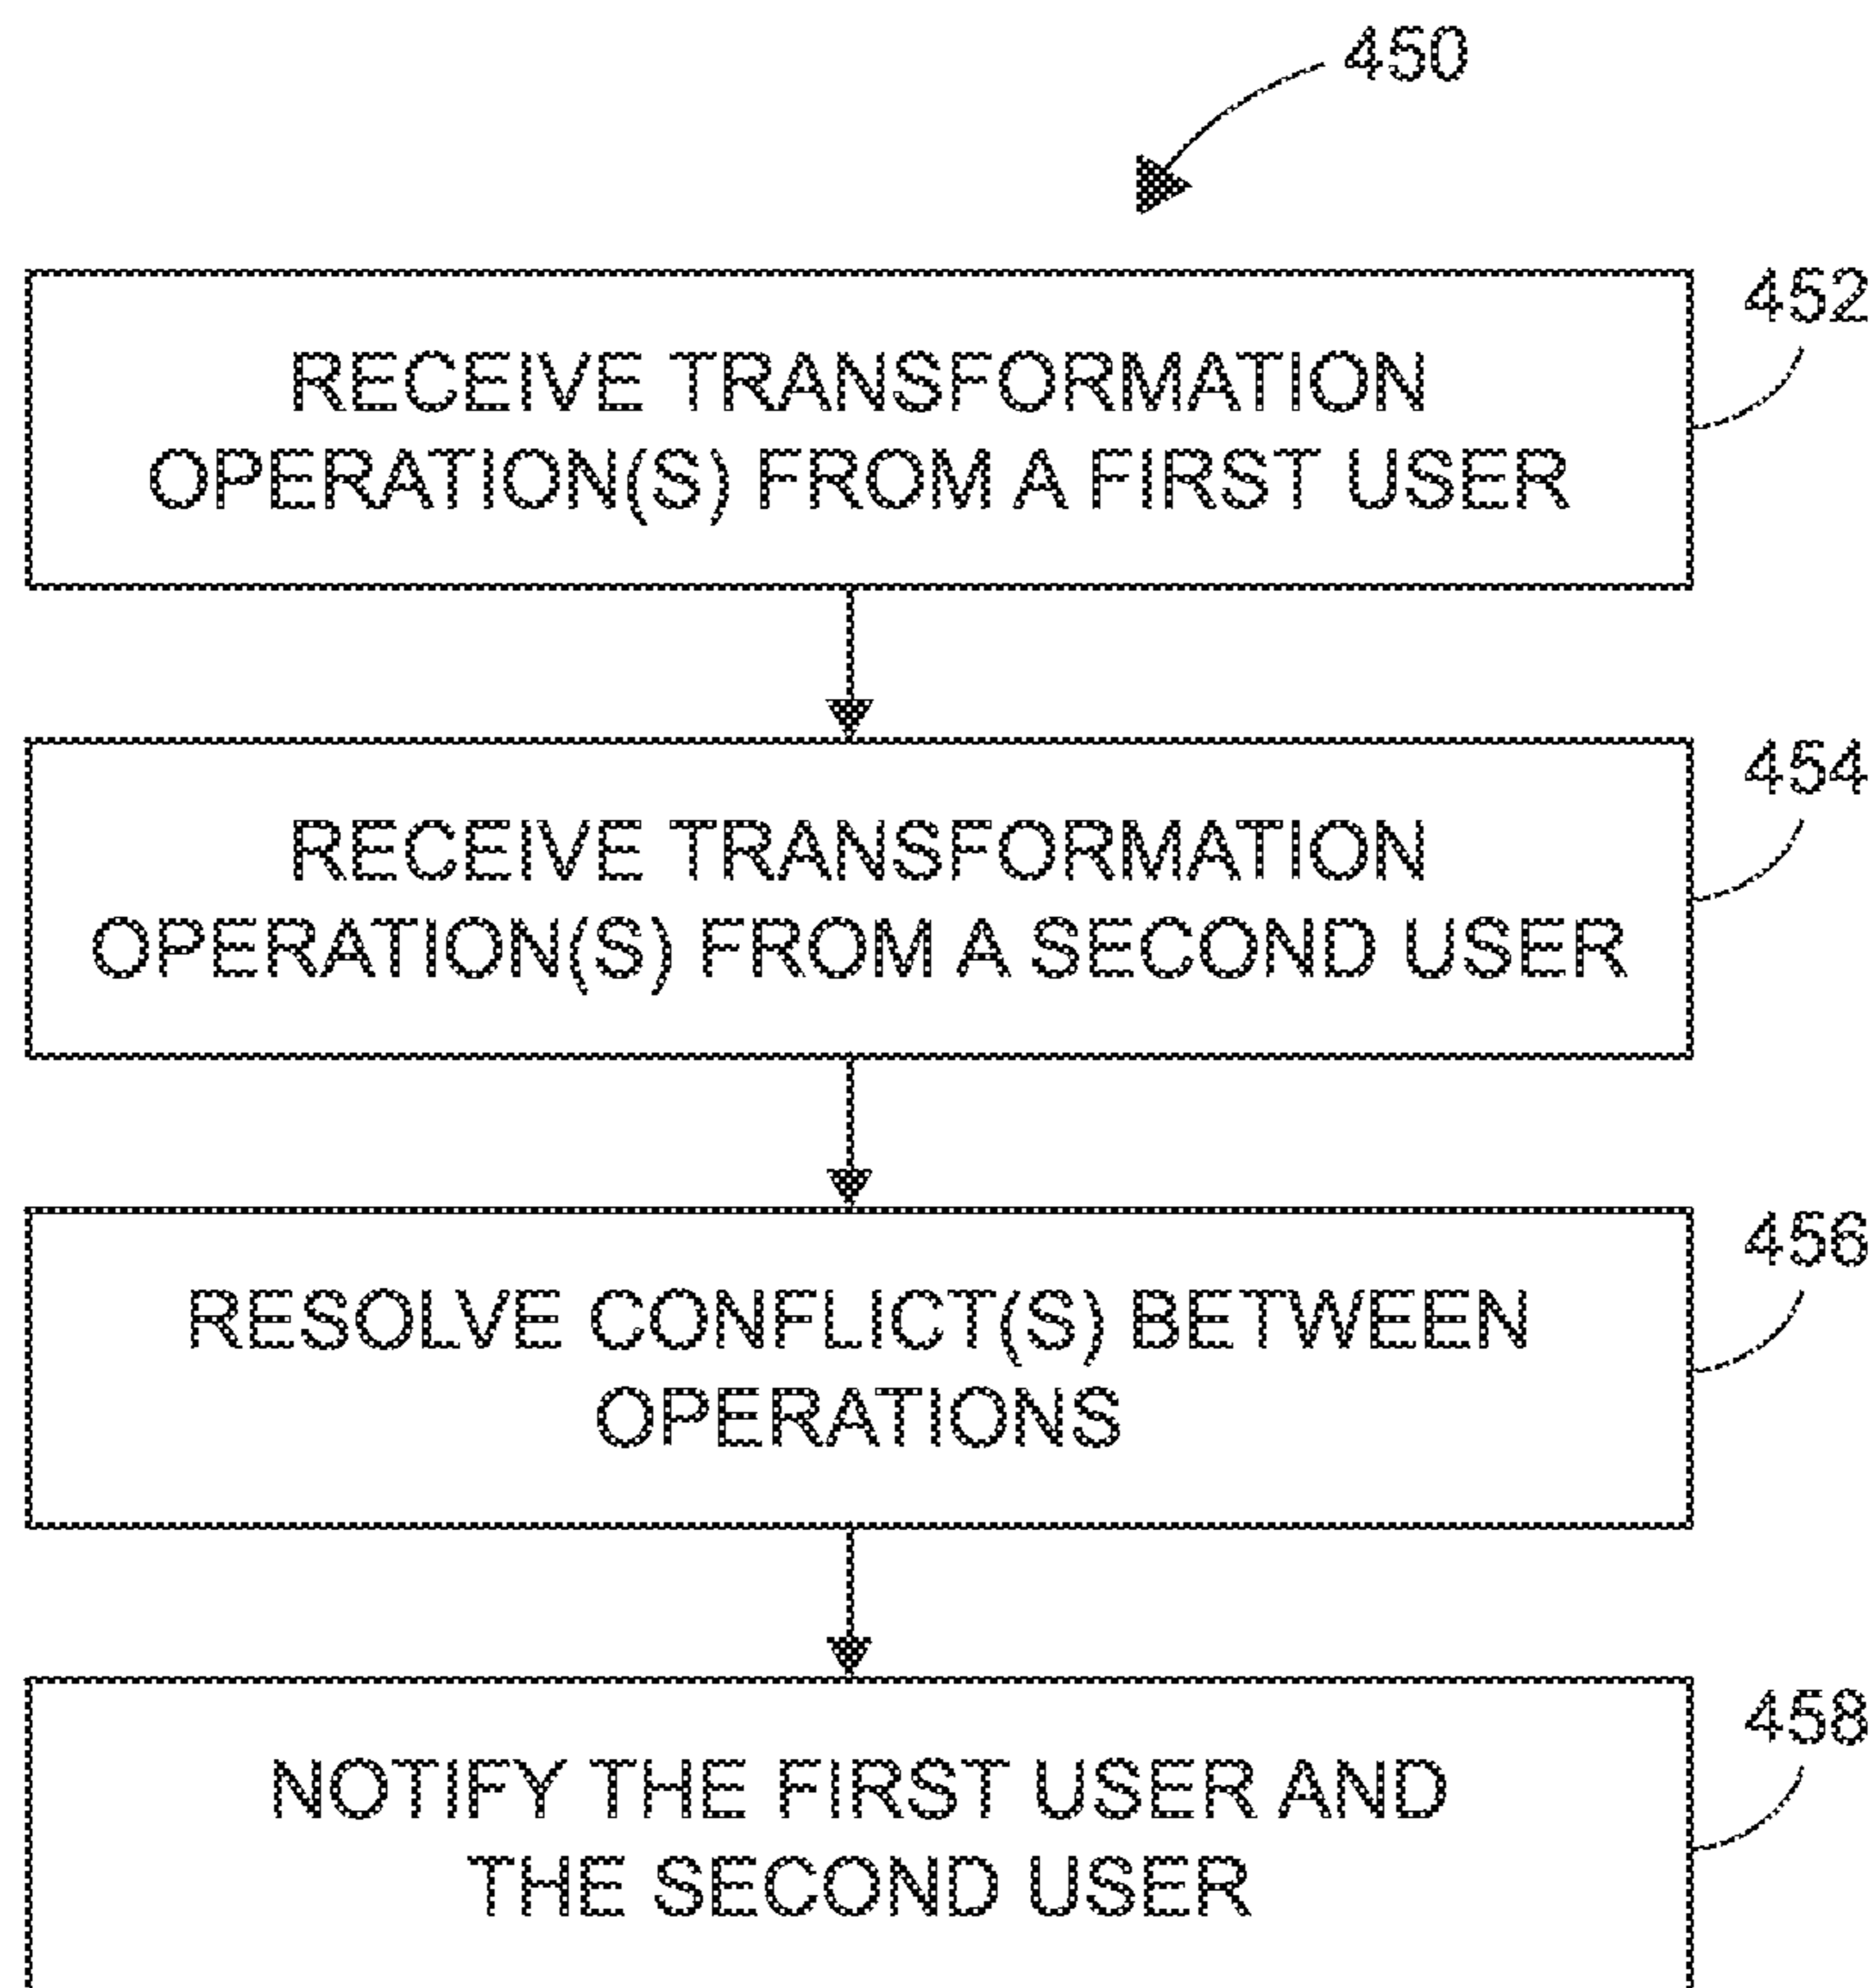 450
452
RECEIVE TRANSFORMATION
OPERATION(S) FROM A FIRST USER
454
RECEIVE TRANSFORMATION
OPERATION(S) FROM A SECOND USER
456
RESOLVE CONFLICT(S) BETWEEN
OPERATIONS
458
NOTIFY THE FIRST USER AND
THE SECOND USER